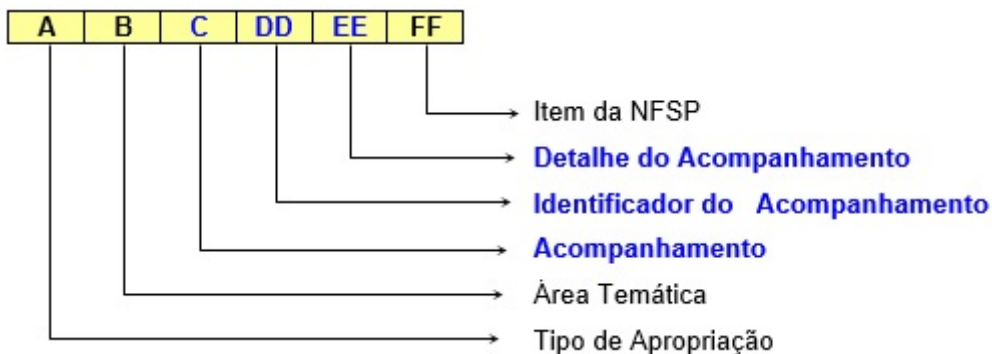 A B C DD EE FF
Item da NFSP
Detalhe do Acompanhamento
Identificador do Acompanhamento
Acompanhamento
Àrea Temática
Tipo de Apropriação